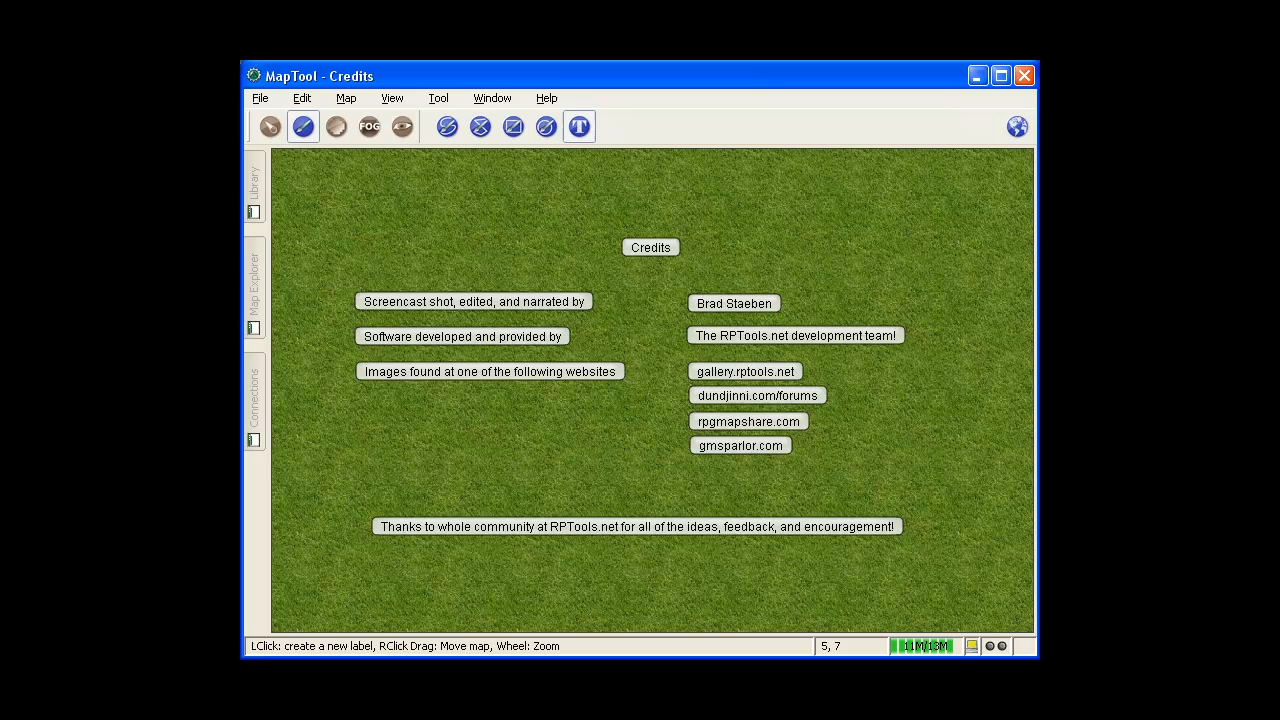 MapTool - Credits
File Edit Map View Tool Window Help
FOG T
Library
Map Explorer
Connections
Credits
Screencast shot, edited, and narrated by Brad Staeben
Software developed and provided by The RPTools.net development team!
Images found at one of the following websites gallery.rptools.net
dundjinni.com/forums
rpgmapshare.com
gmsparlor.com
Thanks to whole community at RPTools.net for all of the ideas, feedback, and encouragement!
LClick: create a new label, RClick Drag: Move map, Wheel: Zoom 5, 7 11M/13M